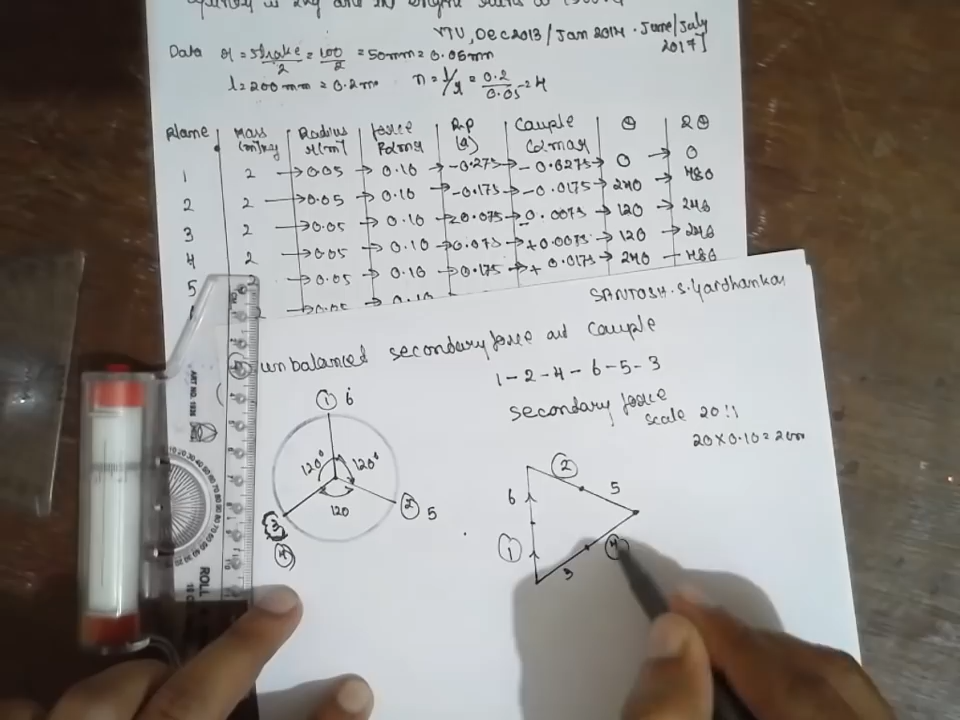 VTU, Dec 2013 / Jan 2014 . June/July 2017]
Data r = stroke/2 = 100/2 = 50mm = 0.05mm
l = 200 mm = 0.2m n = l/r = 0.2/0.05 = 4
Plane Mass (m) kg Radius r(m) force R.P (a) Couple θ 2θ
1 2 0.05 0.10 -0.275 -0.0275 0 0
2 2 0.05 0.10 -0.175 -0.0175 240 480
3 2 0.05 0.10 -0.075 -0.0075 120 240
4 2 0.05 0.10 0.075 +0.0075 120 240
5 0.05 0.10 0.175 +0.0175 240 480
SANTOSH.S.Yardhankar
unbalanced secondary force and couple
1-2-4-6-5-3
secondary force
scale 20:1
20 x 0.10 = 2cm
1 6
120° 120°
120
2 5
3
4
2
6 5
1
4
3
ROLL